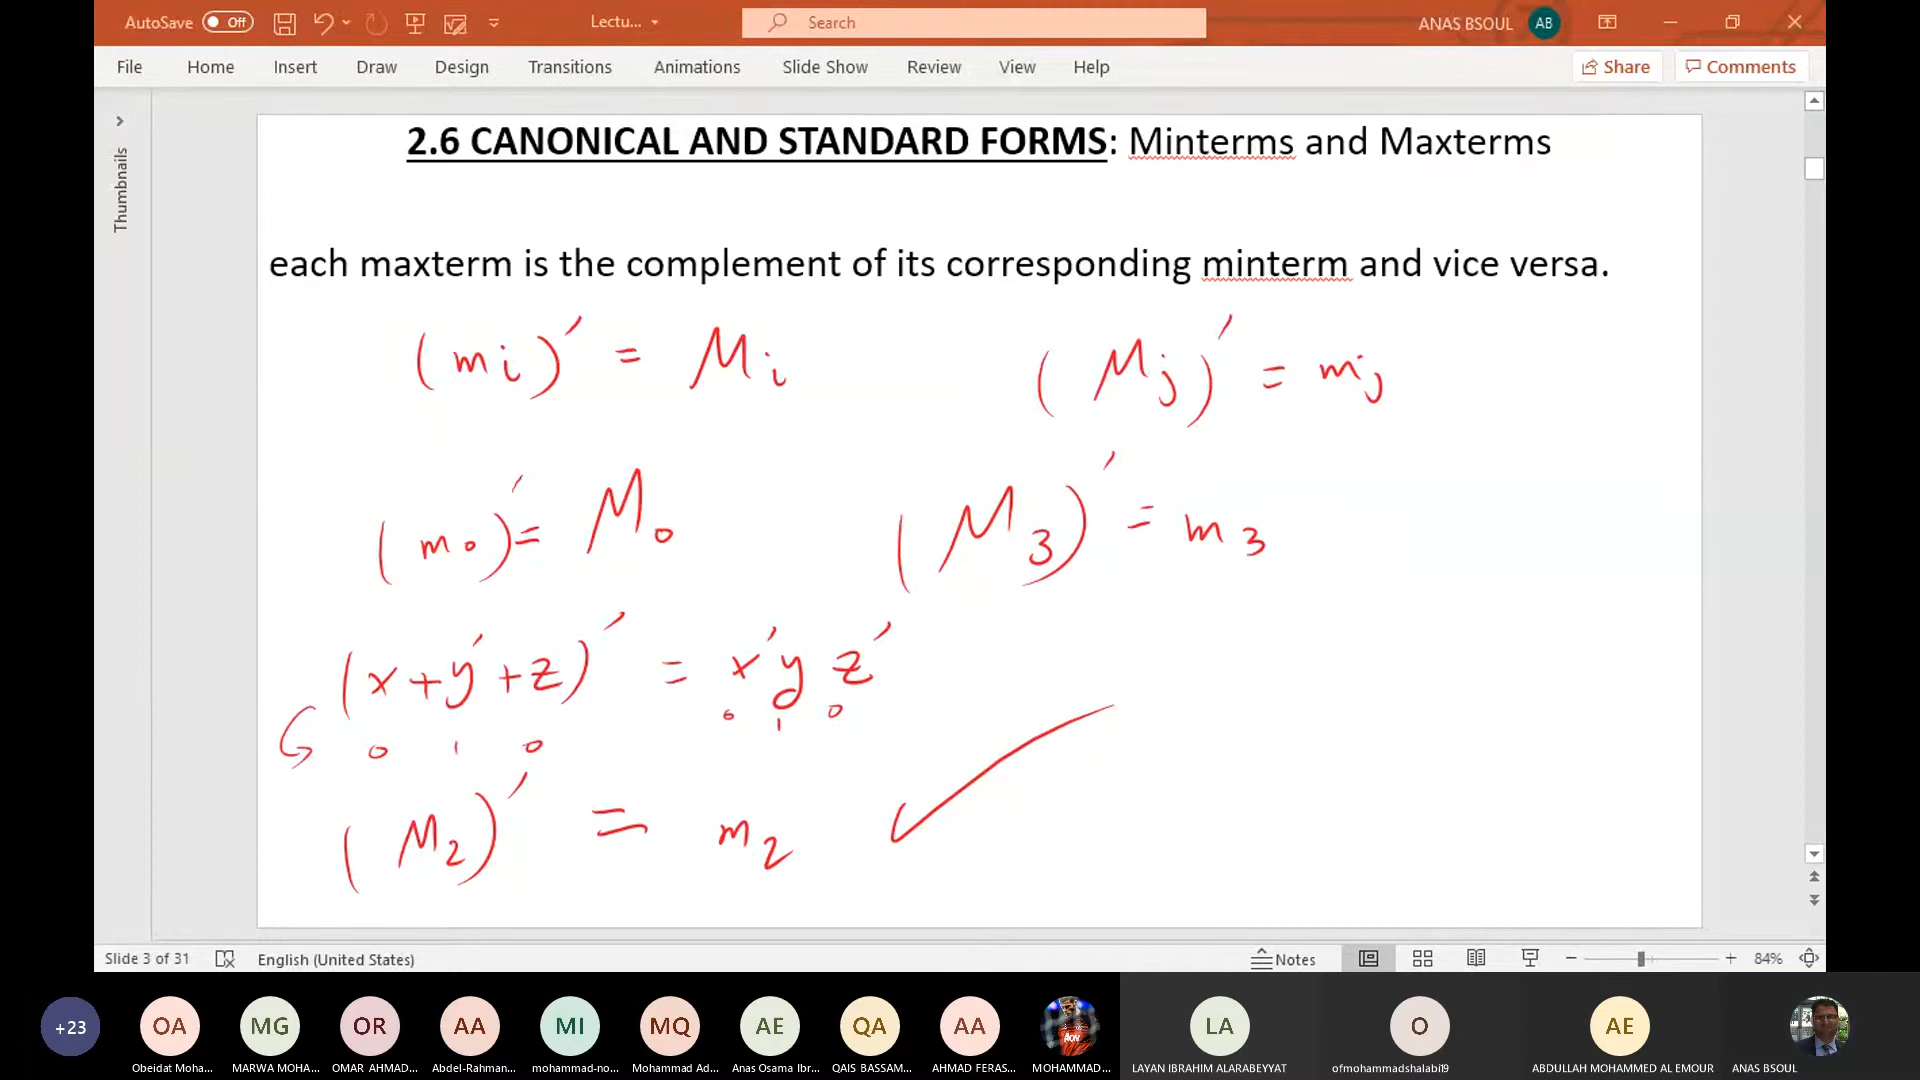 AutoSave Off Lectu... Search ANAS BSOUL AB
File Home Insert Draw Design Transitions Animations Slide Show Review View Help Share Comments
Thumbnails
2.6 CANONICAL AND STANDARD FORMS: Minterms and Maxterms
each maxterm is the complement of its corresponding minterm and vice versa.
(mi)' = Mi (Mj)' = mj
(m0)' = M0 (M3)' = m3
(x+y'+z)' = x'yz'
0 1 0
0 1 0
(M2)' = m2 ✓
Slide 3 of 31 English (United States) Notes 84%
+23 OA MG OR AA MI MQ AE QA AA LA O AE
Obeidat Moha... MARWA MOHA... OMAR AHMAD... Abdel-Rahman... mohammad-no... Mohammad Ad... Anas Osama Ibr... QAIS BASSAM... AHMAD FERAS... MOHAMMAD... LAYAN IBRAHIM ALARABEYYAT ofmohammadshalabi19 ABDULLAH MOHAMMED AL EMOUR ANAS BSOUL